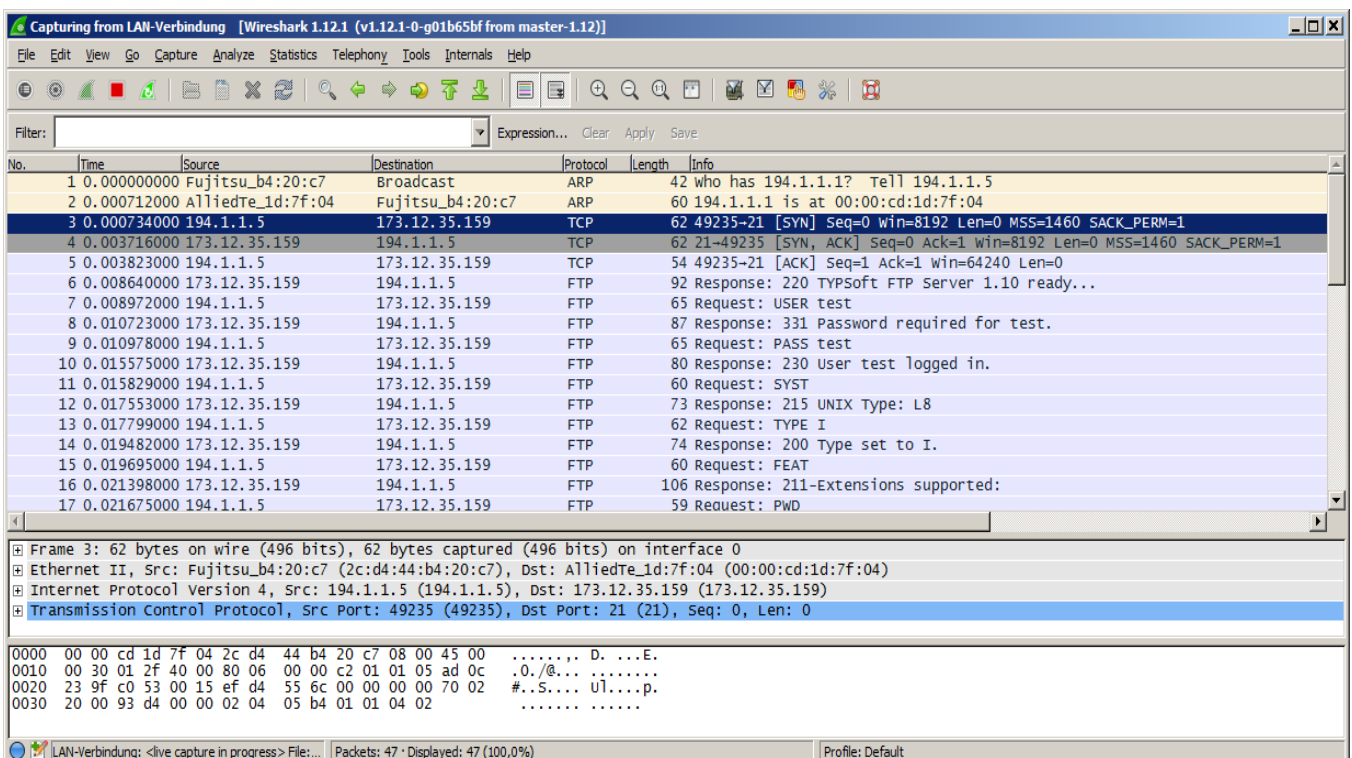 Capturing from LAN-Verbindung [Wireshark 1.12.1 (v1.12.1-0-g01b65bf from master-1.12)]
File Edit View Go Capture Analyze Statistics Telephony Tools Internals Help
Filter: Expression... Clear Apply Save
No. Time Source Destination Protocol Length Info
1 0.000000000 Fujitsu_b4:20:c7 Broadcast ARP 42 Who has 194.1.1.1? Tell 194.1.1.5
2 0.000712000 AlliedTe_1d:7f:04 Fujitsu_b4:20:c7 ARP 60 194.1.1.1 is at 00:00:cd:1d:7f:04
3 0.000734000 194.1.1.5 173.12.35.159 TCP 62 49235→21 [SYN] Seq=0 Win=8192 Len=0 MSS=1460 SACK_PERM=1
4 0.003716000 173.12.35.159 194.1.1.5 TCP 62 21→49235 [SYN, ACK] Seq=0 Ack=1 Win=8192 Len=0 MSS=1460 SACK_PERM=1
5 0.003823000 194.1.1.5 173.12.35.159 TCP 54 49235→21 [ACK] Seq=1 Ack=1 Win=64240 Len=0
6 0.008640000 173.12.35.159 194.1.1.5 FTP 92 Response: 220 TYPSoft FTP Server 1.10 ready...
7 0.008972000 194.1.1.5 173.12.35.159 FTP 65 Request: USER test
8 0.010723000 173.12.35.159 194.1.1.5 FTP 87 Response: 331 Password required for test.
9 0.010978000 194.1.1.5 173.12.35.159 FTP 65 Request: PASS test
10 0.015575000 173.12.35.159 194.1.1.5 FTP 80 Response: 230 User test logged in.
11 0.015829000 194.1.1.5 173.12.35.159 FTP 60 Request: SYST
12 0.017553000 173.12.35.159 194.1.1.5 FTP 73 Response: 215 UNIX Type: L8
13 0.017799000 194.1.1.5 173.12.35.159 FTP 62 Request: TYPE I
14 0.019482000 173.12.35.159 194.1.1.5 FTP 74 Response: 200 Type set to I.
15 0.019695000 194.1.1.5 173.12.35.159 FTP 60 Request: FEAT
16 0.021398000 173.12.35.159 194.1.1.5 FTP 106 Response: 211-Extensions supported:
17 0.021675000 194.1.1.5 173.12.35.159 FTP 59 Request: PWD
Frame 3: 62 bytes on wire (496 bits), 62 bytes captured (496 bits) on interface 0
Ethernet II, Src: Fujitsu_b4:20:c7 (2c:d4:44:b4:20:c7), Dst: AlliedTe_1d:7f:04 (00:00:cd:1d:7f:04)
Internet Protocol Version 4, Src: 194.1.1.5 (194.1.1.5), Dst: 173.12.35.159 (173.12.35.159)
Transmission Control Protocol, Src Port: 49235 (49235), Dst Port: 21 (21), Seq: 0, Len: 0
0000 00 00 cd 1d 7f 04 2c d4 44 b4 20 c7 08 00 45 00 ......,. D. ...E.
0010 00 30 01 2f 40 00 80 06 00 00 c2 01 01 05 ad 0c .0./@... ........
0020 23 9f c0 53 00 15 ef d4 55 6c 00 00 00 00 70 02 #..S.... Ul....p.
0030 20 00 93 d4 00 00 02 04 05 b4 01 01 04 02 ....... ......
LAN-Verbindung: <live capture in progress> File:... Packets: 47 · Displayed: 47 (100,0%) Profile: Default